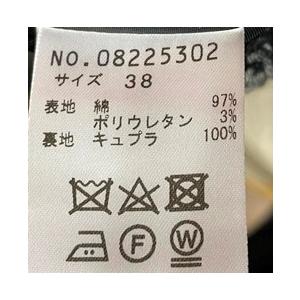 NO.08225302
サイズ 38
表地 綿 97%
ポリウレタン 3%
裏地 キュプラ 100%
F W